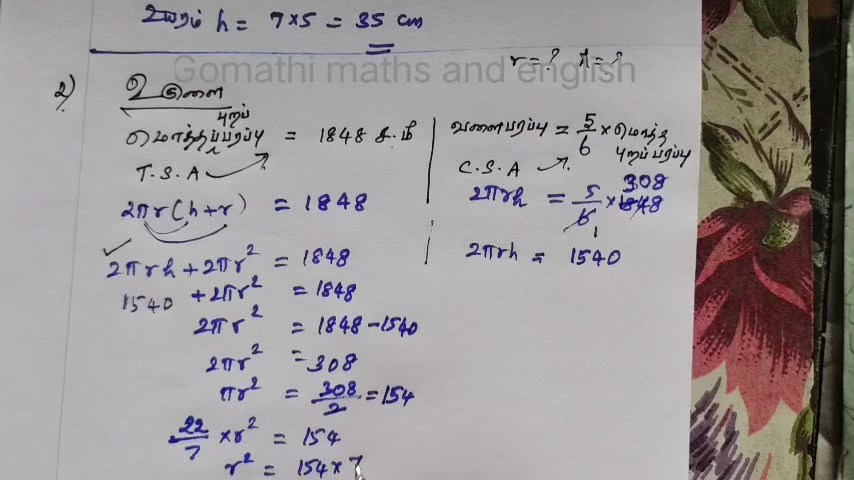 உயரம் h = 7×5 = 35 cm
r = ? h = ?
Gomathi maths and english
2) உருளை
மொத்தப் புறப்பரப்பு = 1848 ச.மீ
T.S.A
2πr(h+r) = 1848
2πrh + 2πr² = 1848
1540 + 2πr² = 1848
2πr² = 1848 - 1540
2πr² = 308
πr² = 308/2 = 154
22/7 × r² = 154
r² = 154 × 7
வளைபரப்பு = 5/6 × மொத்த புறப்பரப்பு
C.S.A
2πrh = 5/6 × 1848 308
1
2πrh = 1540